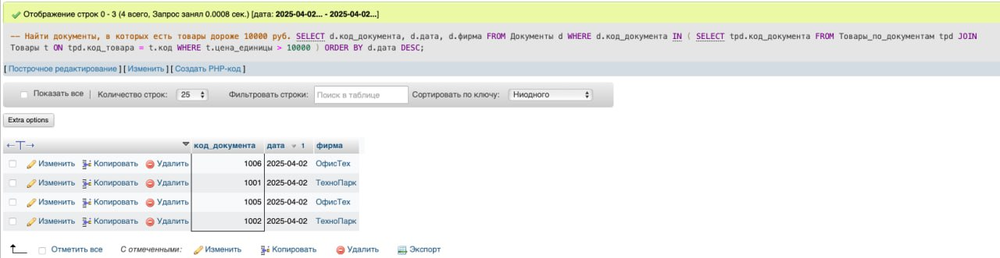 Отображение строк 0 - 3 (4 всего, Запрос занял 0.0008 сек.) [дата: 2025-04-02... - 2025-04-02...]
-- Найти документы, в которых есть товары дороже 10000 руб. SELECT d.код_документа, d.дата, d.фирма FROM Документы d WHERE d.код_документа IN ( SELECT tpd.код_документа FROM Товары_по_документам tpd JOIN
Товары t ON tpd.код_товара = t.код WHERE t.цена_единицы > 10000 ) ORDER BY d.дата DESC;
[ Построчное редактирование ] [ Изменить ] [ Создать PHP-код ]
Показать все | Количество строк: 25 Фильтровать строки: Поиск в таблице Сортировать по ключу: Ниодного
Extra options
←T→ код_документа дата 1 фирма
Изменить Копировать Удалить 1006 2025-04-02 ОфисТех
Изменить Копировать Удалить 1001 2025-04-02 ТехноПарк
Изменить Копировать Удалить 1005 2025-04-02 ОфисТех
Изменить Копировать Удалить 1002 2025-04-02 ТехноПарк
Отметить все С отмеченными: Изменить Копировать Удалить Экспорт